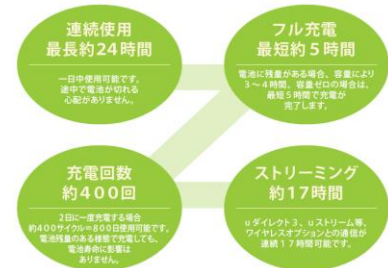 連続使用
最長約24時間
一日中使用可能です。
途中で電池が切れる
心配がありません。
フル充電
最短約5時間
電池に残量がある場合、容量により
3～4時間、容量ゼロの場合は、
最短5時間で充電が
完了します。
充電回数
約400回
2日に一度充電する場合
約400サイクル＝800日使用可能です。
電池残量のある様態で充電しても、
電池寿命に影響は
ありません。
ストリーミング
約17時間
uダイレクト3、uストリーム等、
ワイヤレスオプションとの通信が
連続17時間可能です。